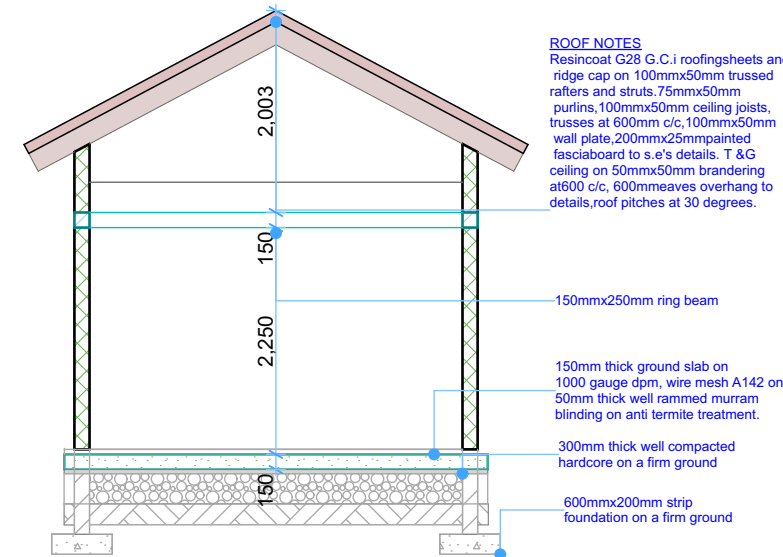 ROOF NOTES
Resincoat G28 G.C.i roofingsheets and
ridge cap on 100mmx50mm trussed
rafters and struts.75mmx50mm
purlins,100mmx50mm ceiling joists,
trusses at 600mm c/c,100mmx50mm
wall plate,200mmx25mmpainted
fasciaboard to s.e's details. T &G
ceiling on 50mmx50mm brandering
at600 c/c, 600mmeaves overhang to
details,roof pitches at 30 degrees.
2,003
150
150mmx250mm ring beam
2,250
150mm thick ground slab on
1000 gauge dpm, wire mesh A142 on
50mm thick well rammed murram
blinding on anti termite treatment.
300mm thick well compacted
hardcore on a firm ground
150
600mmx200mm strip
foundation on a firm ground